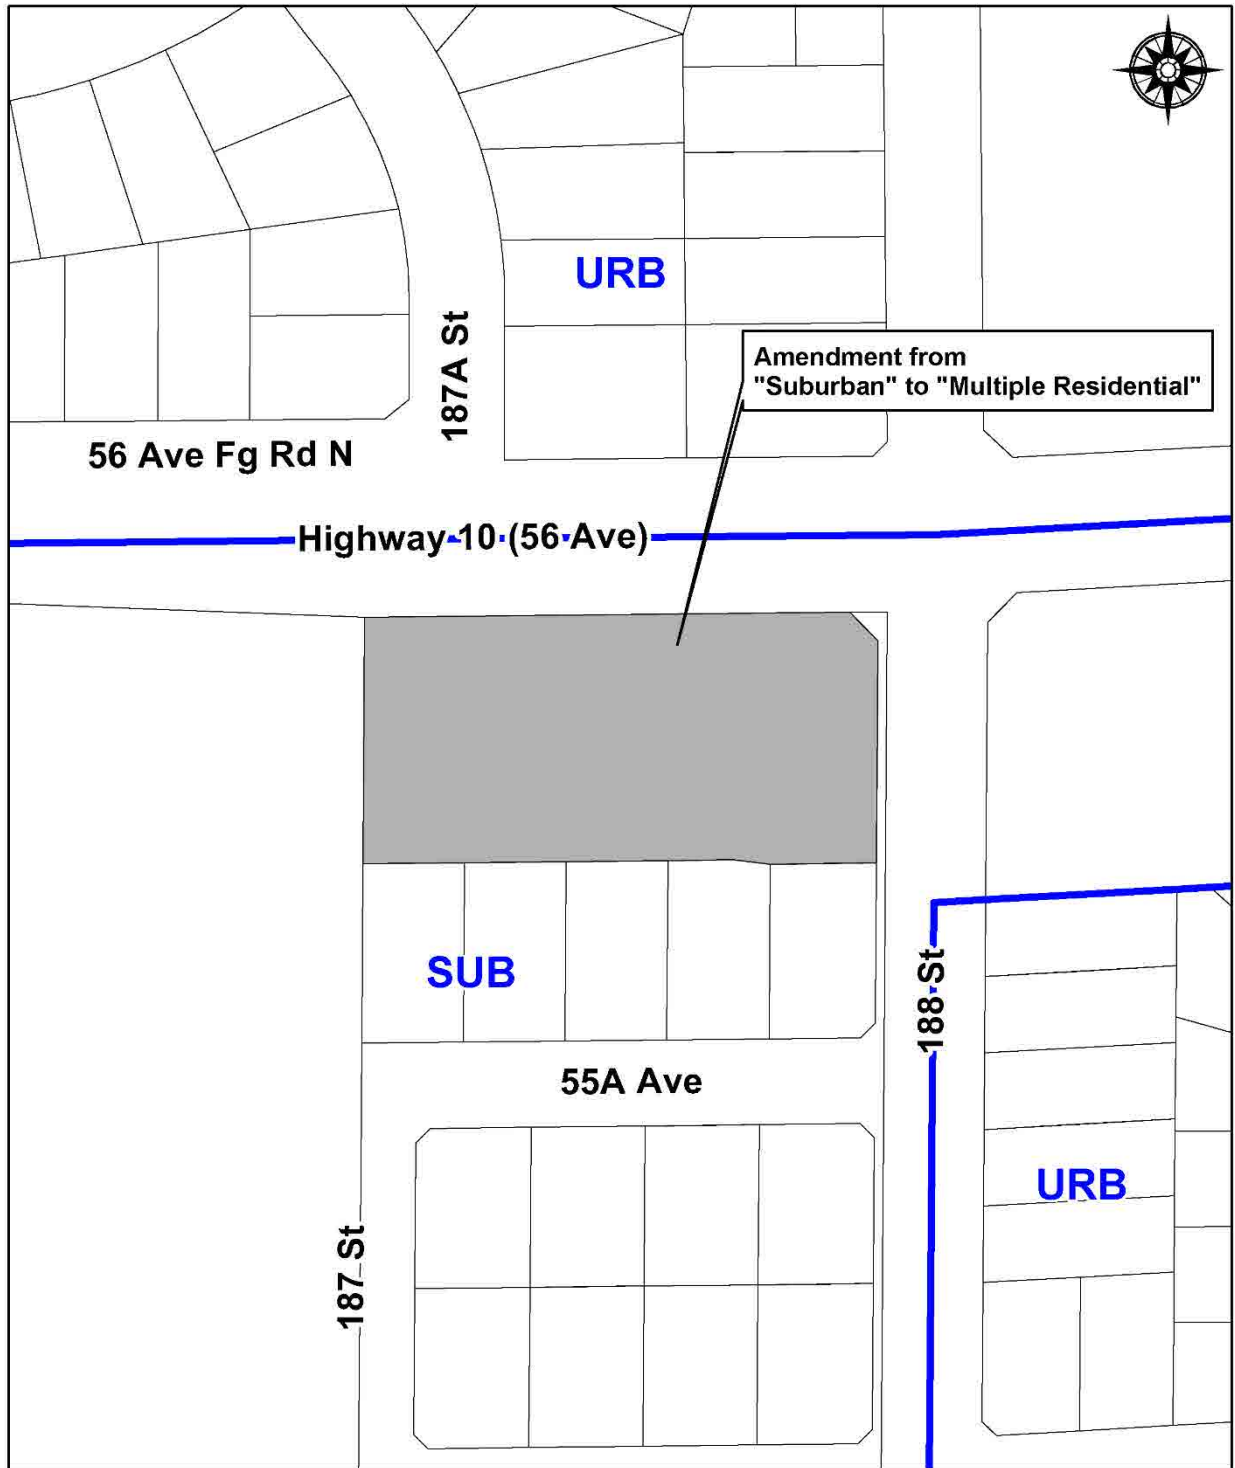 URB
Amendment from
"Suburban" to "Multiple Residential"
187A St
56 Ave Fg Rd N
Highway 10 (56 Ave)
SUB
188 St
55A Ave
URB
187 St